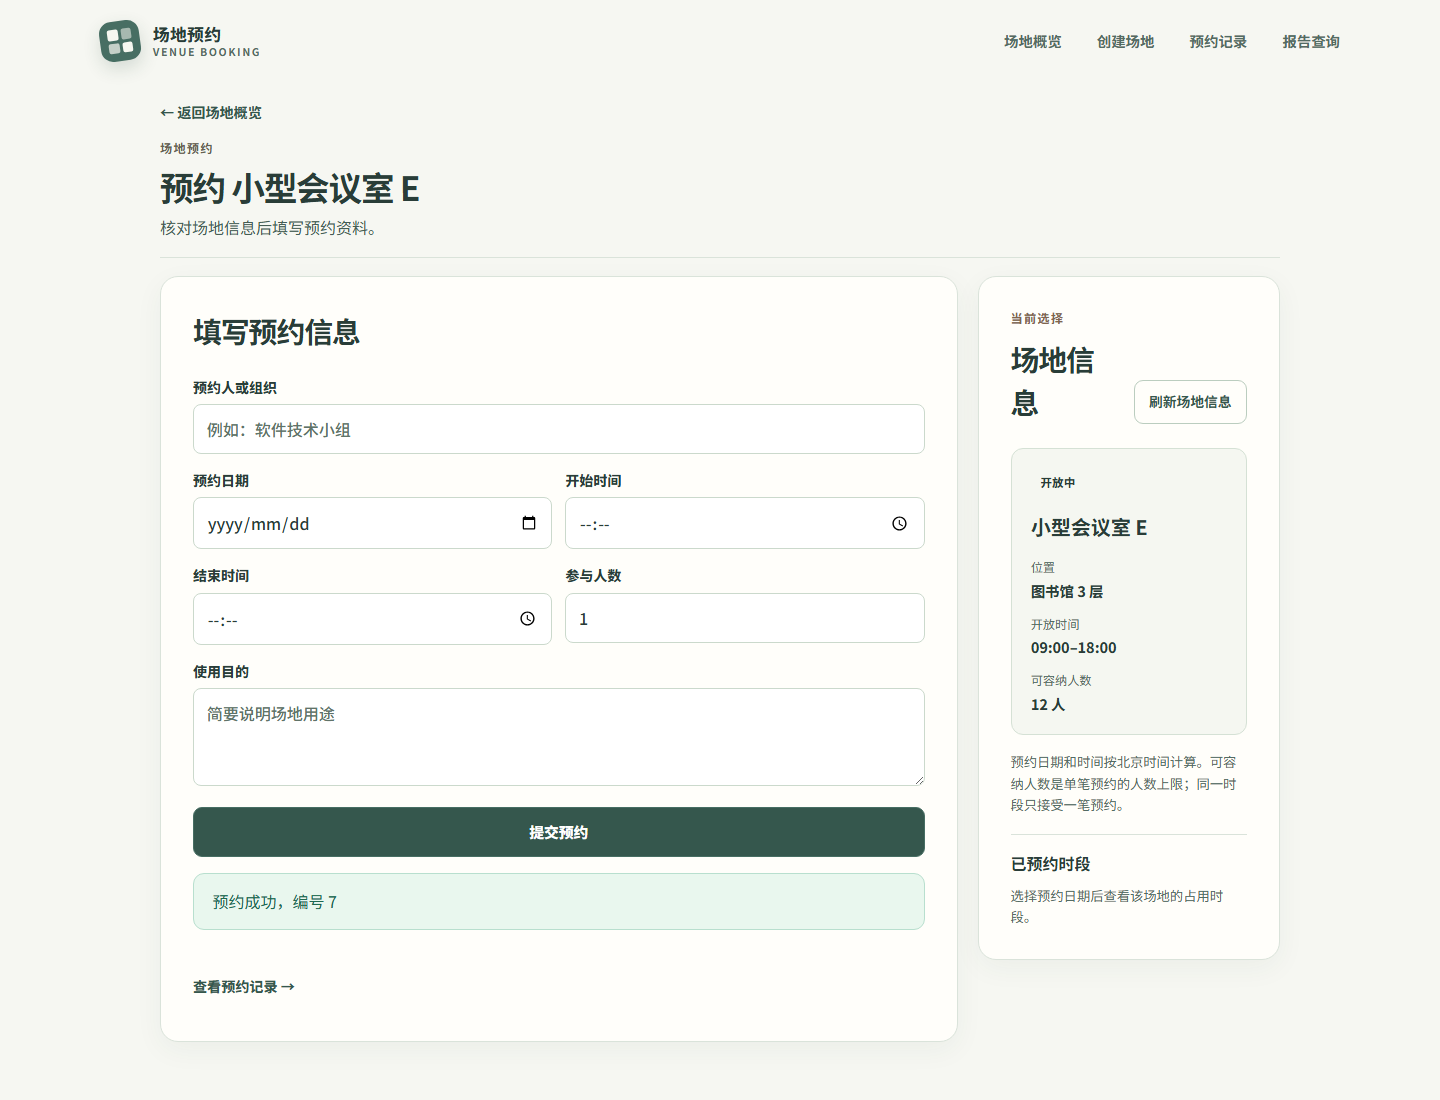 场地预约
VENUE BOOKING
场地概览
创建场地
预约记录
报告查询
← 返回场地概览
场地预约
预约 小型会议室 E
核对场地信息后填写预约资料。
填写预约信息
预约人或组织
例如：软件技术小组
预约日期
开始时间
yyyy/mm/dd
--:--
结束时间
参与人数
--:--
1
使用目的
简要说明场地用途
提交预约
预约成功，编号 7
查看预约记录 →
当前选择
场地信
息
刷新场地信息
开放中
小型会议室 E
位置
图书馆 3 层
开放时间
09:00–18:00
可容纳人数
12 人
预约日期和时间按北京时间计算。可容
纳人数是单笔预约的人数上限；同一时
段只接受一笔预约。
已预约时段
选择预约日期后查看该场地的占用时
段。